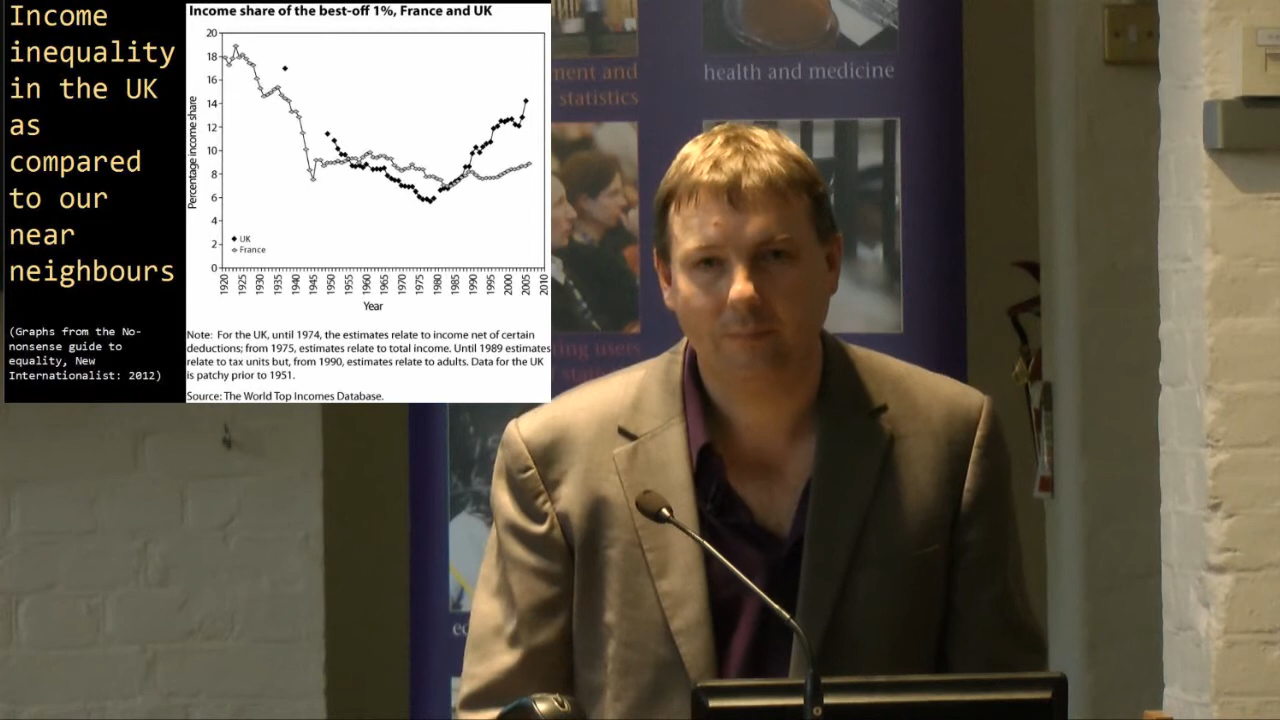 Income
inequality
in the UK
as
compared
to our
near
neighbours
(Graphs from the No-
nonsense guide to
equality, New
Internationalist: 2012)
Income share of the best-off 1%, France and UK
Percentage income share
20
18
16
14
12
10
8
6
4
2
0
UK
France
1920 1925 1930 1935 1940 1945 1950 1955 1960 1965 1970 1975 1980 1985 1990 1995 2000 2005 2010
Year
Note: For the UK, until 1974, the estimates relate to income net of certain
deductions; from 1975, estimates relate to total income. Until 1989 estimates
relate to tax units but, from 1990, estimates relate to adults. Data for the UK
is patchy prior to 1951.
Source: The World Top Incomes Database.
and
statistics
health and medicine
users